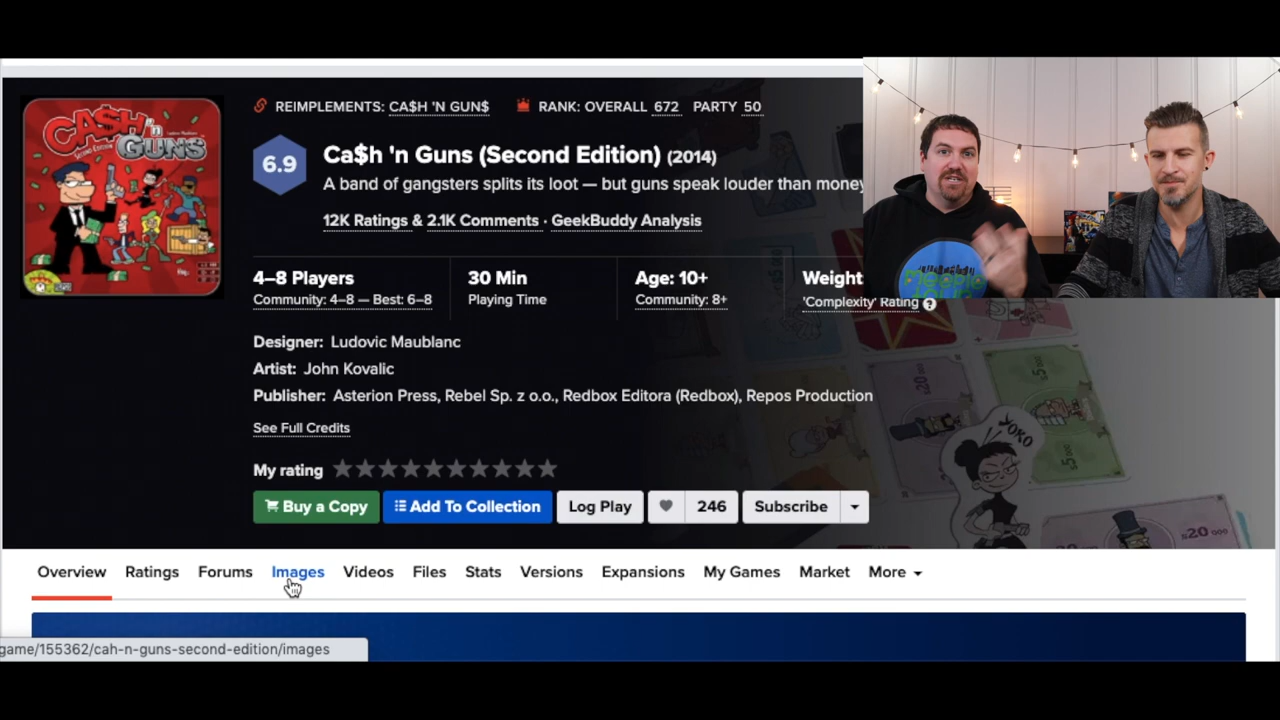 REIMPLEMENTS: CA$H 'N GUN$ RANK: OVERALL 672 PARTY 50
CA$H 'n GUNS
SECOND EDITION
6.9 Ca$h 'n Guns (Second Edition) (2014)
A band of gangsters splits its loot — but guns speak louder than money
12K Ratings & 2.1K Comments · GeekBuddy Analysis
4–8 Players 30 Min Age: 10+ Weight
Community: 4–8 — Best: 6–8 Playing Time Community: 8+ 'Complexity' Rating ?
Designer: Ludovic Maublanc
Artist: John Kovalic
Publisher: Asterion Press, Rebel Sp. z o.o., Redbox Editora (Redbox), Repos Production
See Full Credits
YOKO
My rating
Buy a Copy Add To Collection Log Play 246 Subscribe
Overview Ratings Forums Images Videos Files Stats Versions Expansions My Games Market More
game/155362/cah-n-guns-second-edition/images